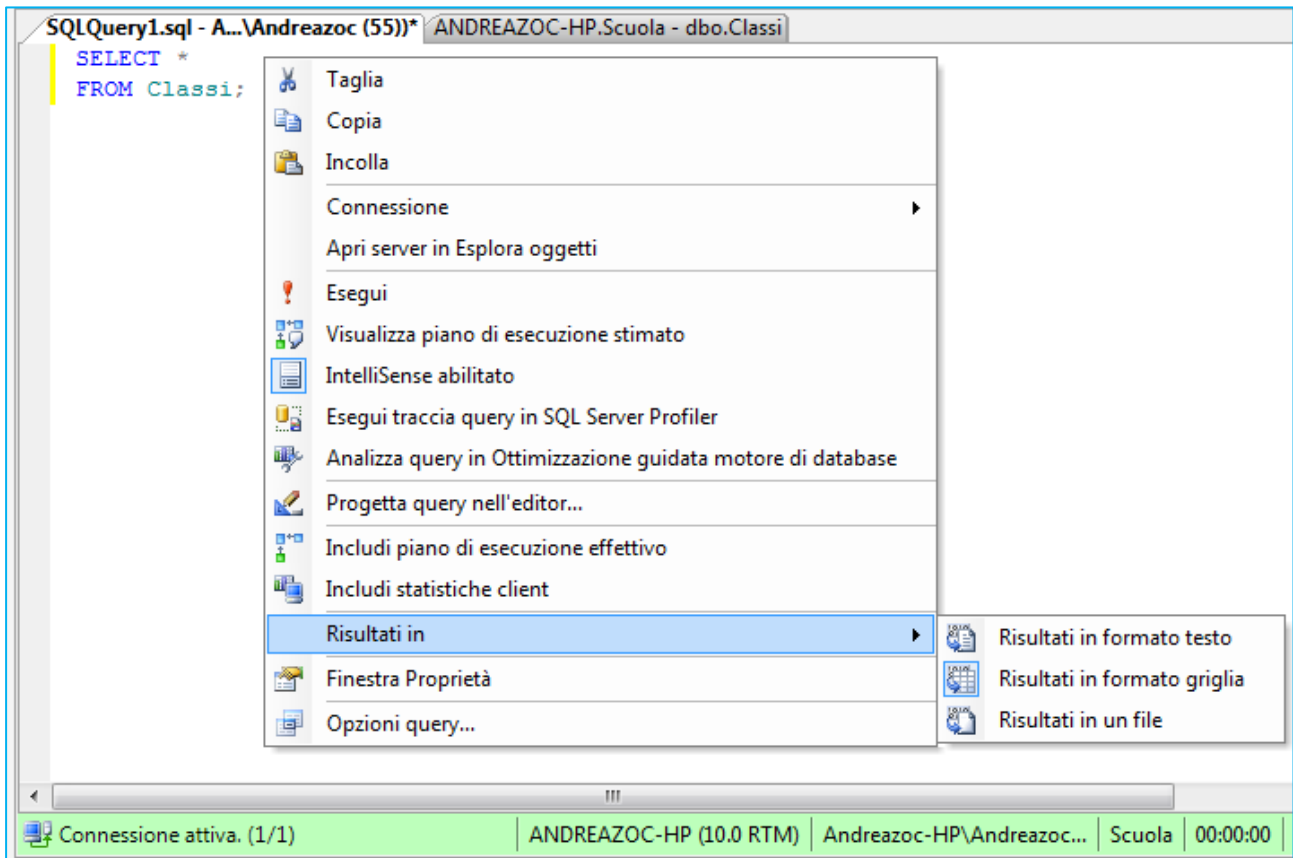 SQLQuery1.sql - A...\Andreazoc (55))* ANDREAZOC-HP.Scuola - dbo.Classi
SELECT *
FROM Classi;
Taglia
Copia
Incolla
Connessione
Apri server in Esplora oggetti
Esegui
Visualizza piano di esecuzione stimato
IntelliSense abilitato
Esegui traccia query in SQL Server Profiler
Analizza query in Ottimizzazione guidata motore di database
Progetta query nell'editor...
Includi piano di esecuzione effettivo
Includi statistiche client
Risultati in
Risultati in formato testo
Risultati in formato griglia
Risultati in un file
Finestra Proprietà
Opzioni query...
Connessione attiva. (1/1) ANDREAZOC-HP (10.0 RTM) Andreazoc-HP\Andreazoc... Scuola 00:00:00